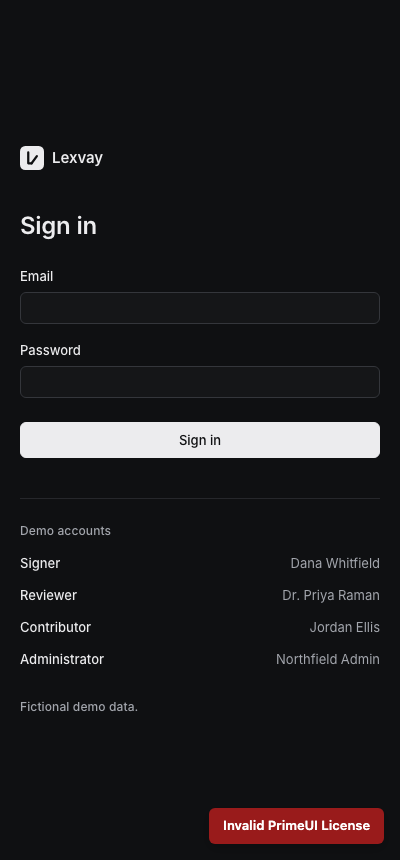 Lexvay
Sign in
Email
Password
Sign in
Demo accounts
Signer Dana Whitfield
Reviewer Dr. Priya Raman
Contributor Jordan Ellis
Administrator Northfield Admin
Fictional demo data.
Invalid PrimeUI License